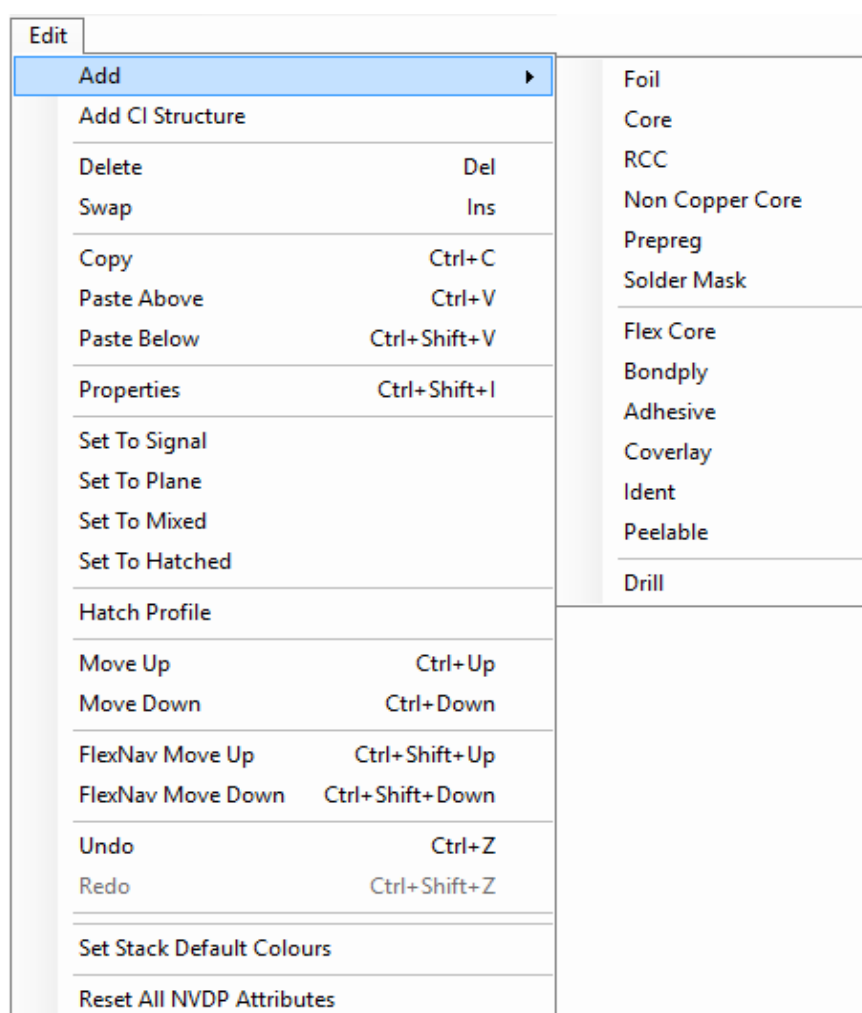 Edit
Add
Add CI Structure
Delete Del
Swap Ins
Copy Ctrl+C
Paste Above Ctrl+V
Paste Below Ctrl+Shift+V
Properties Ctrl+Shift+I
Set To Signal
Set To Plane
Set To Mixed
Set To Hatched
Hatch Profile
Move Up Ctrl+Up
Move Down Ctrl+Down
FlexNav Move Up Ctrl+Shift+Up
FlexNav Move Down Ctrl+Shift+Down
Undo Ctrl+Z
Redo Ctrl+Shift+Z
Set Stack Default Colours
Reset All NVDP Attributes
Foil
Core
RCC
Non Copper Core
Prepreg
Solder Mask
Flex Core
Bondply
Adhesive
Coverlay
Ident
Peelable
Drill